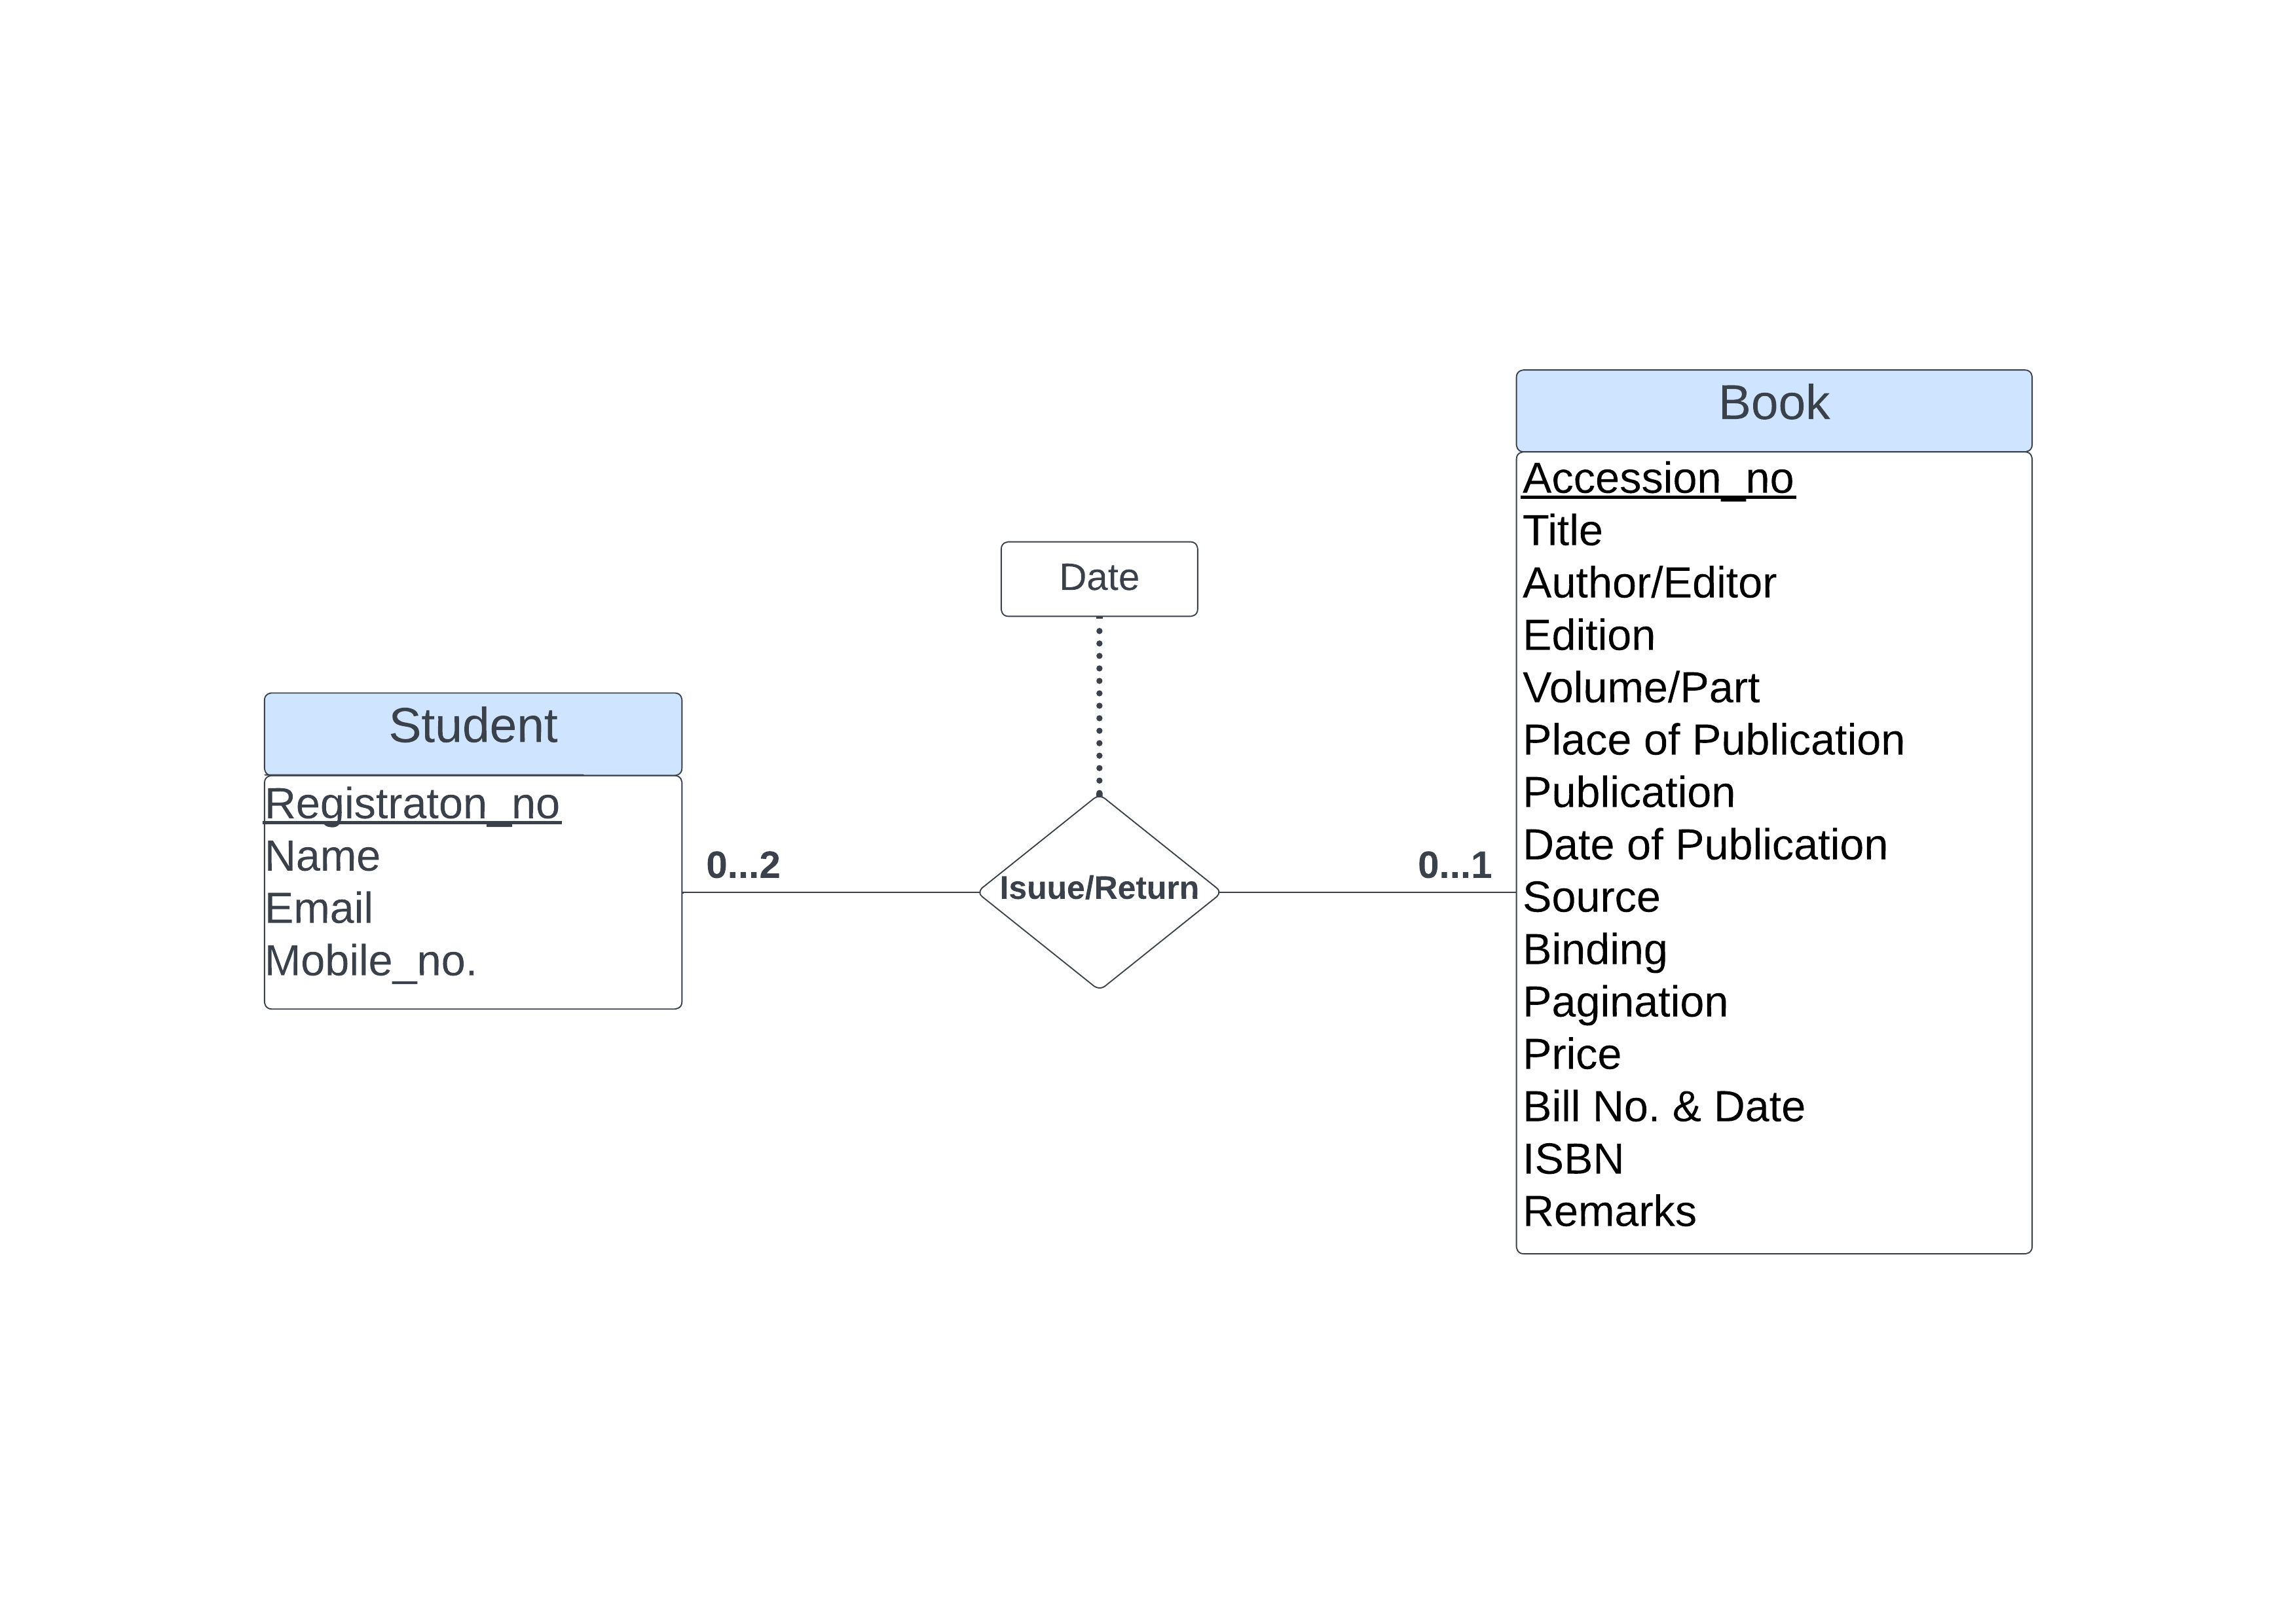 Book
Accession_no
Title
Author/Editor
Edition
Volume/Part
Place of Publication
Publication
Date of Publication
Source
Binding
Pagination
Price
Bill No. & Date
ISBN
Remarks
Date
Student
Registraton_no
Name
Email
Mobile_no.
0...2
Isuue/Return
0...1